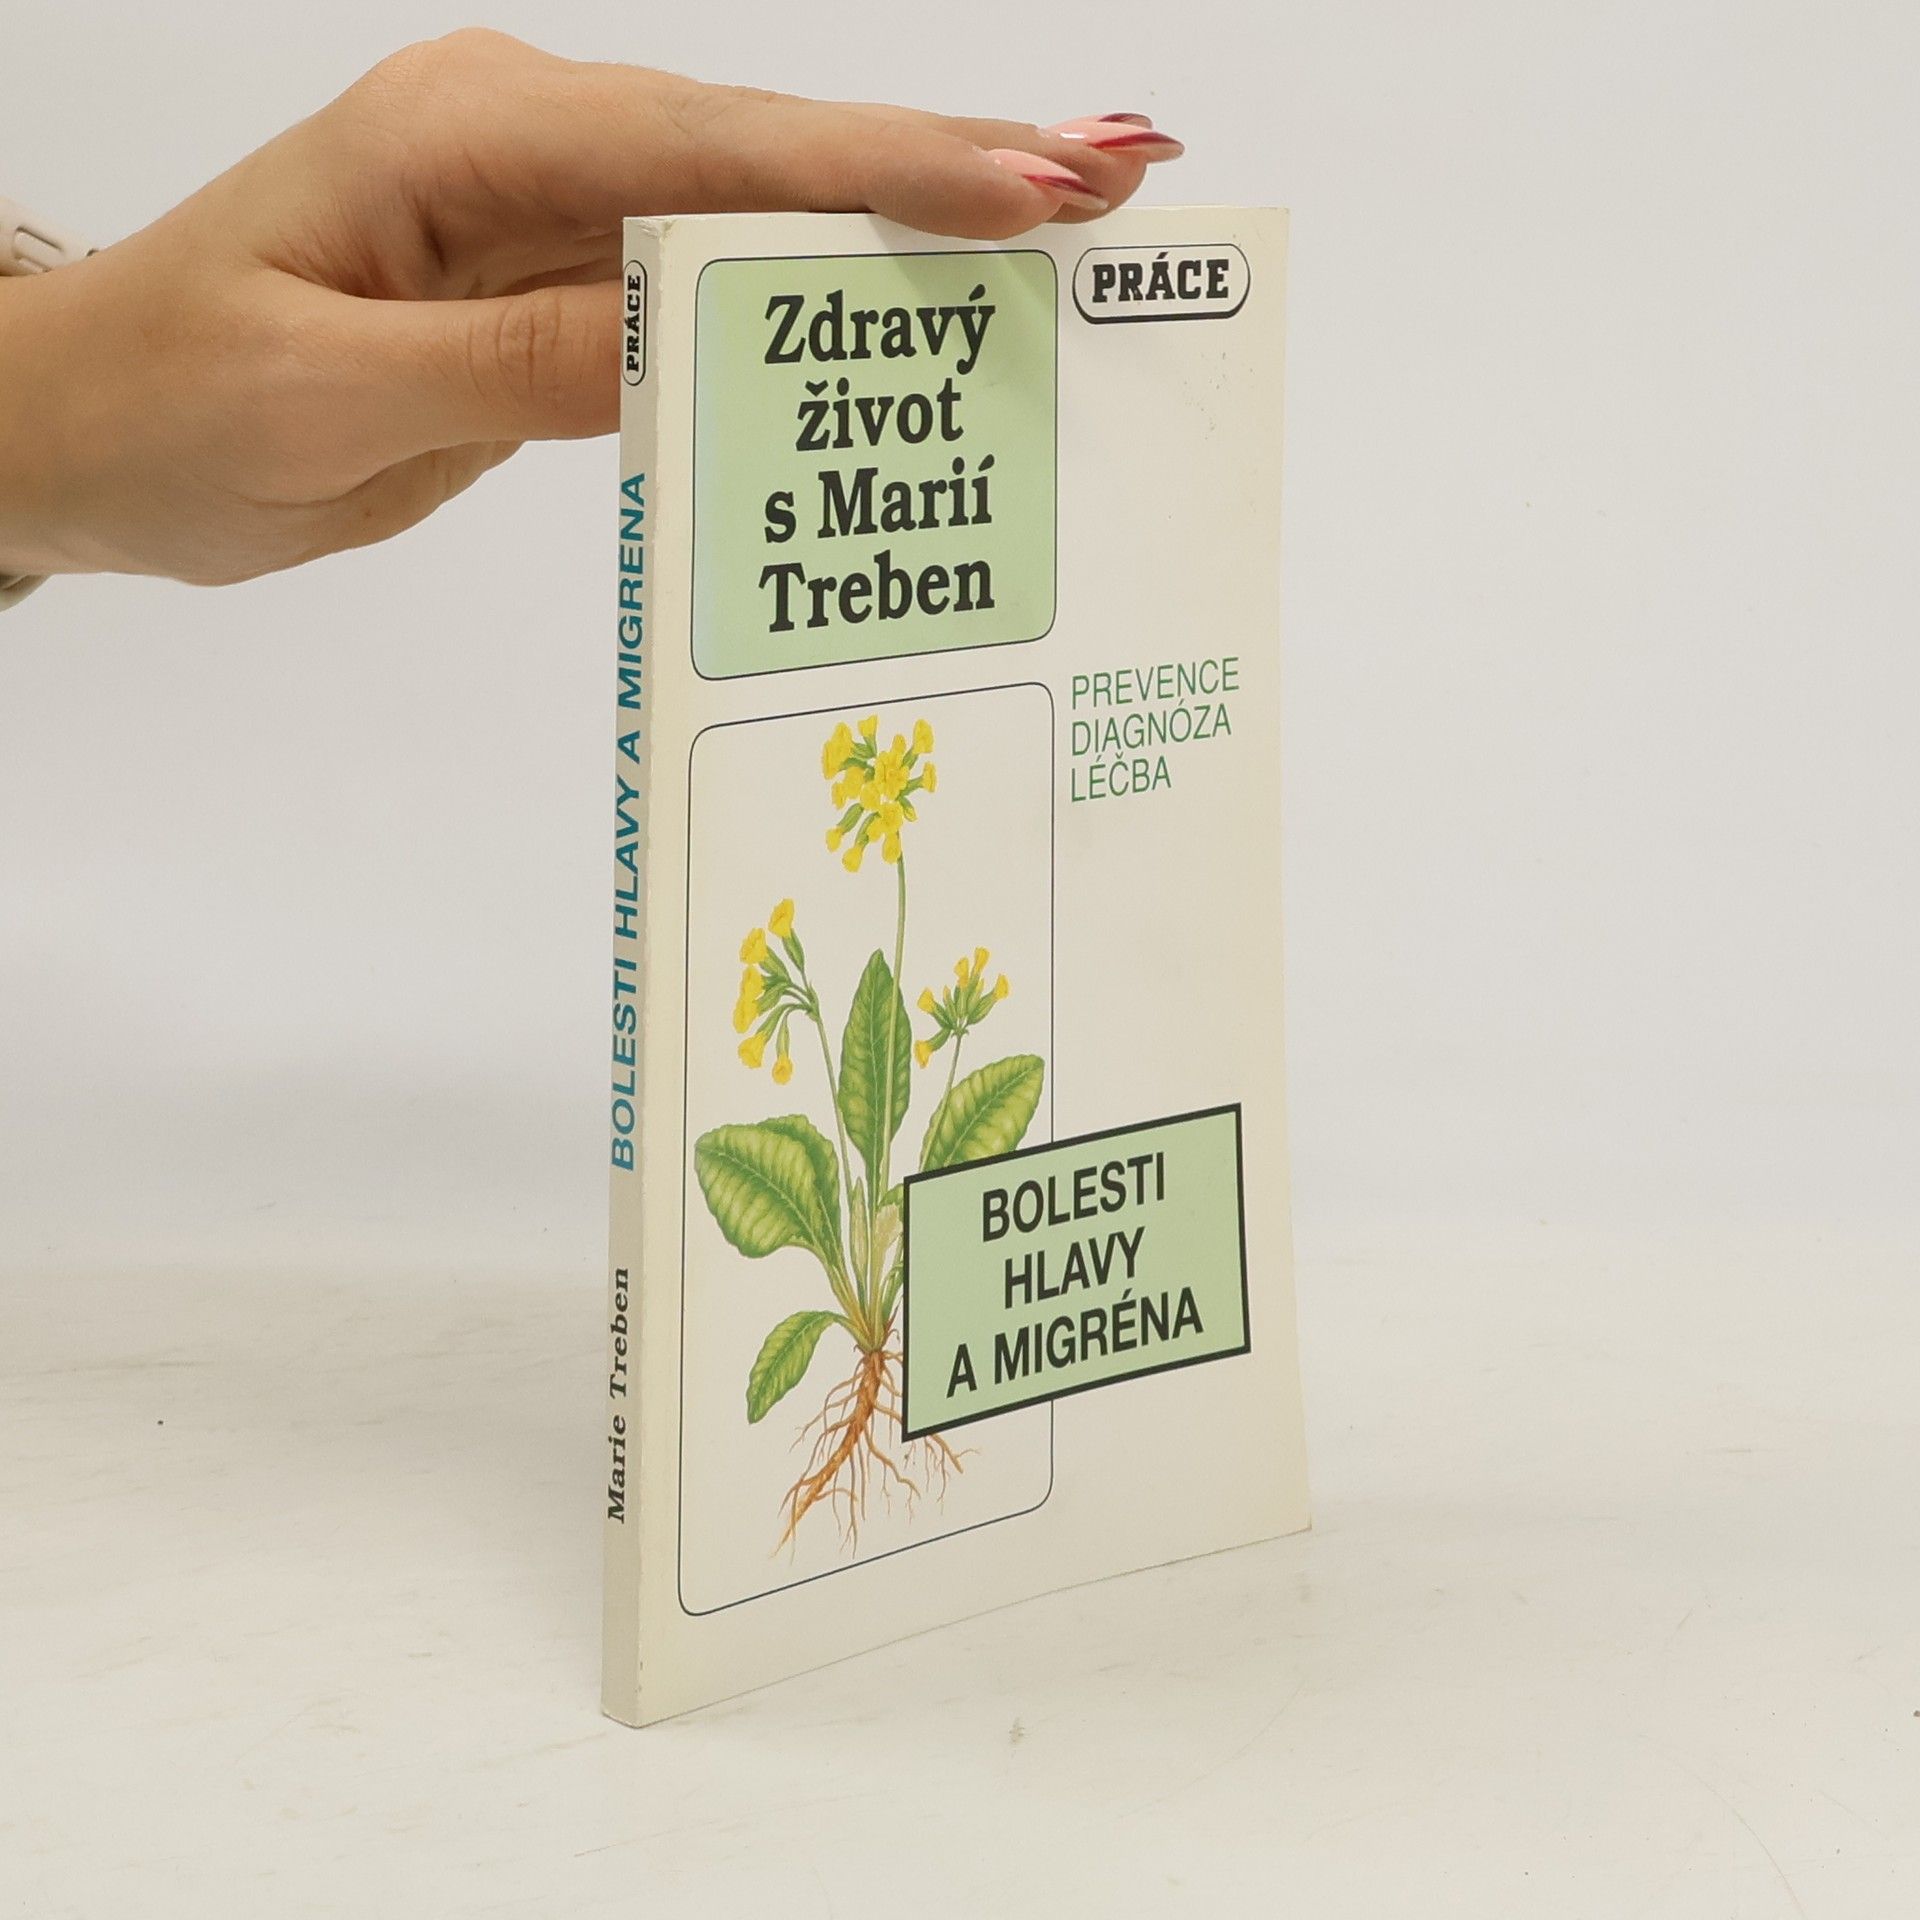 PRÁCE
BOLESTI HLAVY A MIGRÉNA
Marie Treben
Zdravý
život
s Marií
Treben
PRÁCE
PREVENCE
DIAGNÓZA
LÉČBA
BOLESTI
HLAVY
A MIGRÉNA